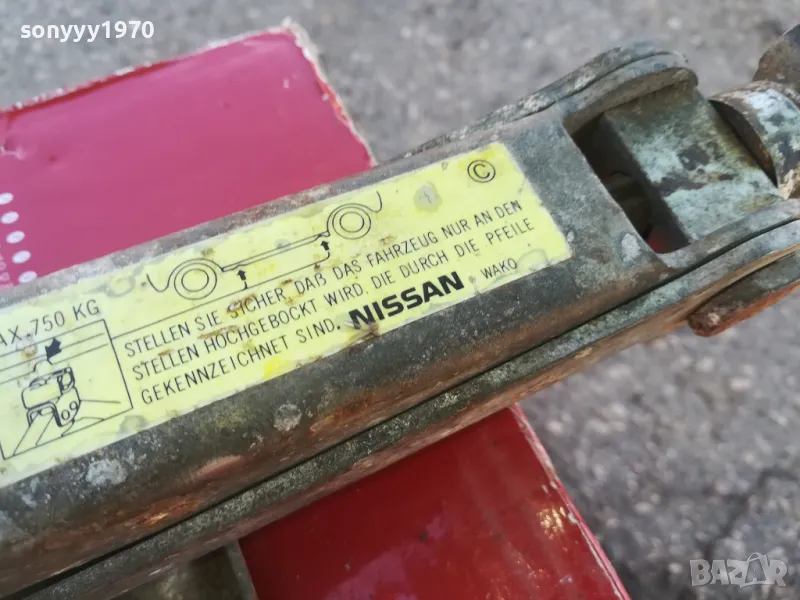 sonyyy1970
©
AX. 750 KG
STELLEN SIE SICHER, DAß DAS FAHRZEUG NUR AN DEN
STELLEN HOCHGEBOCKT WIRD, DIE DURCH DIE PFEILE
GEKENNZEICHNET SIND.
NISSAN
WAKO
BAZAR